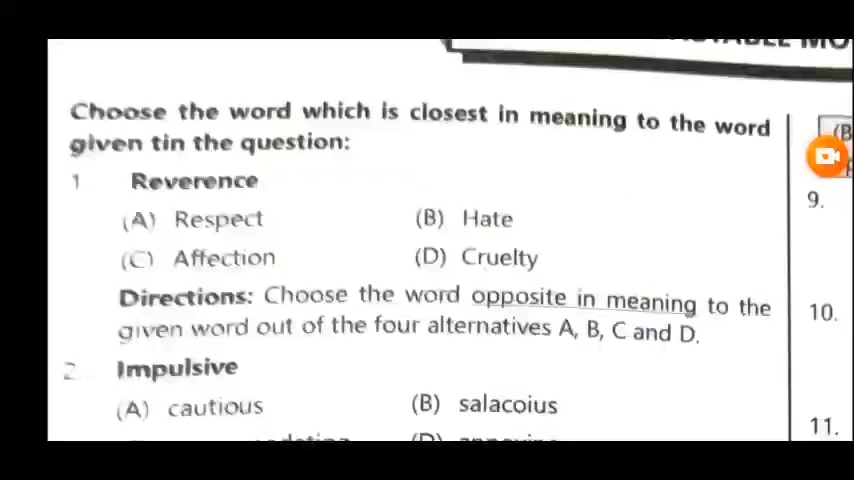 Choose the word which is closest in meaning to the word
given tin the question:
1 Reverence
(A) Respect (B) Hate
(C) Affection (D) Cruelty
Directions: Choose the word opposite in meaning to the
given word out of the four alternatives A, B, C and D.
2 Impulsive
(A) cautious (B) salacoius
(D)
(B
9.
10.
11.